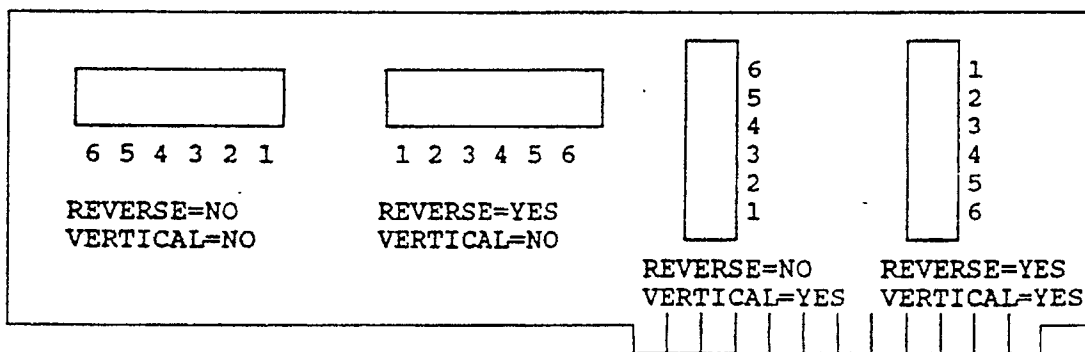 6 5 4 3 2 1
REVERSE=NO
VERTICAL=NO
1 2 3 4 5 6
REVERSE=YES
VERTICAL=NO
6
5
4
3
2
1
REVERSE=NO
VERTICAL=YES
1
2
3
4
5
6
REVERSE=YES
VERTICAL=YES